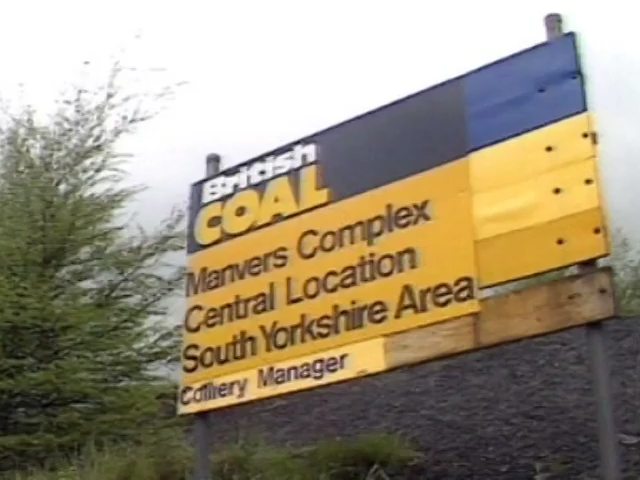 British
COAL
Manvers Complex
Central Location
South Yorkshire Area
Colliery Manager